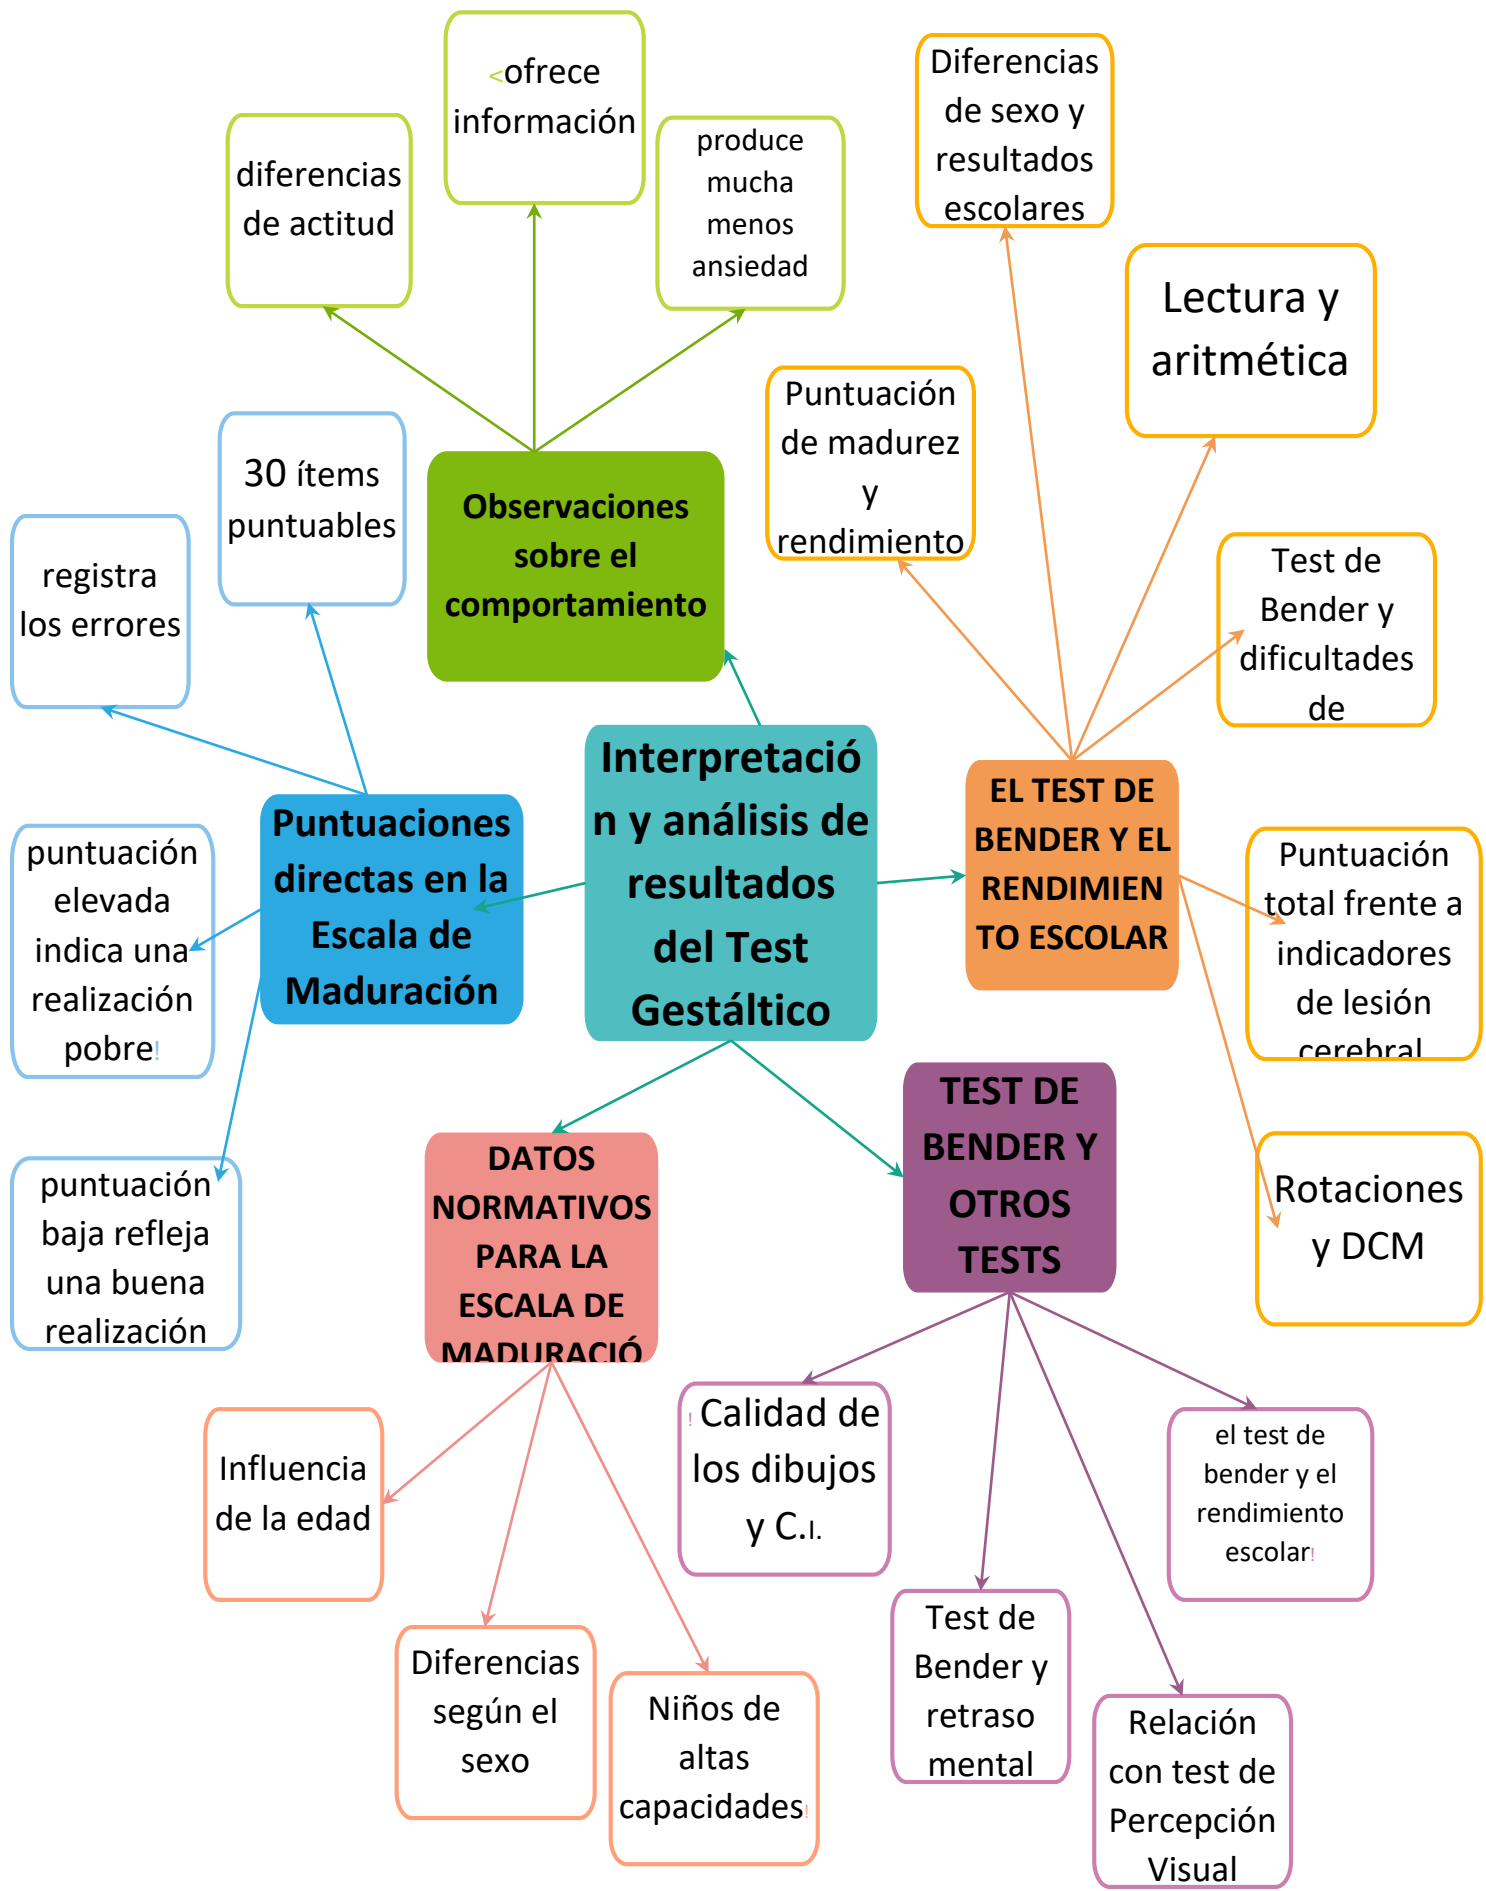 <ofrece
información
diferencias
de actitud
produce
mucha
menos
ansiedad
Diferencias
de sexo y
resultados
escolares
Lectura y
aritmética
Puntuación
de madurez
y
rendimiento
Test de
Bender y
dificultades
de
30 ítems
puntuables
registra
los errores
Observaciones
sobre el
comportamiento
Interpretació
n y análisis de
resultados
del Test
Gestáltico
Puntuaciones
directas en la
Escala de
Maduración
EL TEST DE
BENDER Y EL
RENDIMIEN
TO ESCOLAR
puntuación
elevada
indica una
realización
pobre!
Puntuación
total frente a
indicadores
de lesión
cerebral
puntuación
baja refleja
una buena
realización
DATOS
NORMATIVOS
PARA LA
ESCALA DE
MADURACIÓ
TEST DE
BENDER Y
OTROS
TESTS
Rotaciones
y DCM
Influencia
de la edad
Diferencias
según el
sexo
Niños de
altas
capacidades!
! Calidad de
los dibujos
y C.I.
Test de
Bender y
retraso
mental
Relación
con test de
Percepción
Visual
el test de
bender y el
rendimiento
escolar!